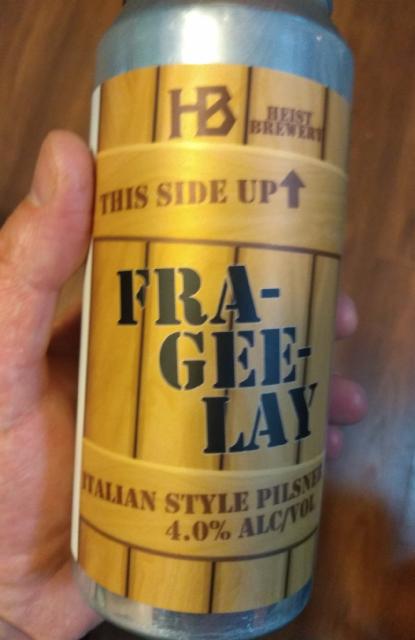 HB
HEIST
BREWERY
THIS SIDE UP
FRA-
GEE-
LAY
ITALIAN STYLE PILSNER
4.0% ALC/VOL